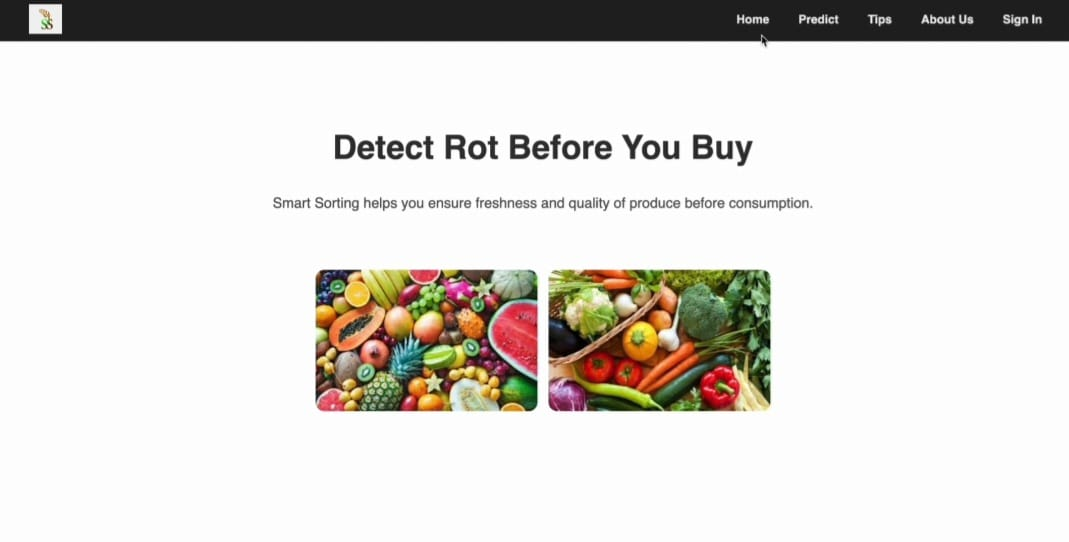 SS
Home Predict Tips About Us Sign In
Detect Rot Before You Buy
Smart Sorting helps you ensure freshness and quality of produce before consumption.